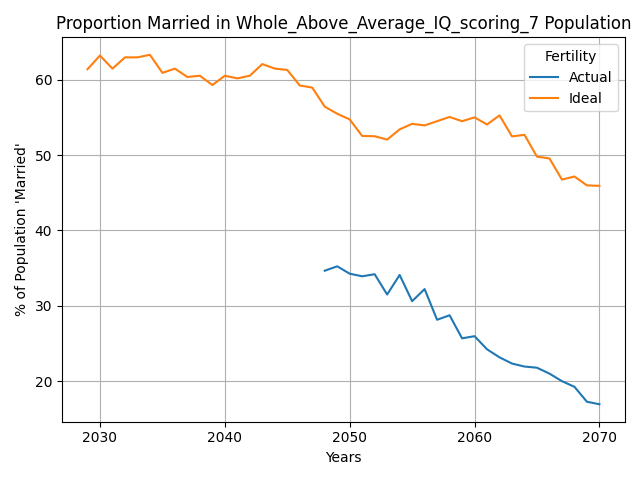 Proportion Married in Whole_Above_Average_IQ_scoring_7 Population
Fertility
Actual
Ideal
% of Population 'Married'
60
50
40
30
20
2030
2040
2050
2060
2070
Years